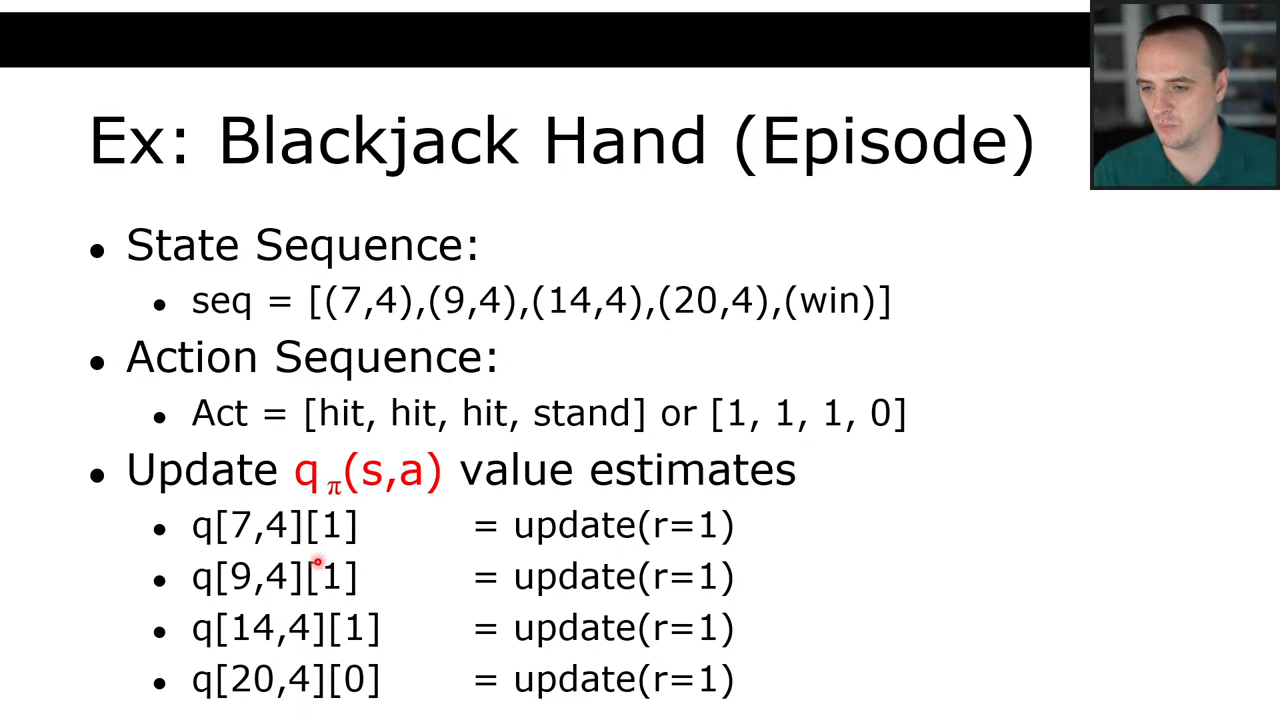 Ex: Blackjack Hand (Episode)
• State Sequence:
• seq = [(7,4),(9,4),(14,4),(20,4),(win)]
• Action Sequence:
• Act = [hit, hit, hit, stand] or [1, 1, 1, 0]
• Update q π(s,a) value estimates
• q[7,4][1] = update(r=1)
• q[9,4][1] = update(r=1)
• q[14,4][1] = update(r=1)
• q[20,4][0] = update(r=1)